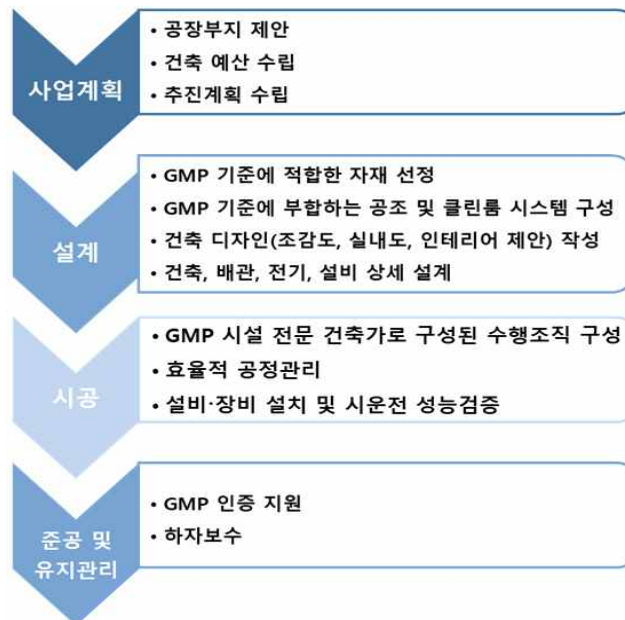 사업계획
• 공장부지 제안
• 건축 예산 수립
• 추진계획 수립
설계
• GMP 기준에 적합한 자재 선정
• GMP 기준에 부합하는 공조 및 클린룸 시스템 구성
• 건축 디자인(조감도, 실내도, 인테리어 제안) 작성
• 건축, 배관, 전기, 설비 상세 설계
시공
• GMP 시설 전문 건축가로 구성된 수행조직 구성
• 효율적 공정관리
• 설비·장비 설치 및 시운전 성능검증
준공 및
유지관리
• GMP 인증 지원
• 하자보수